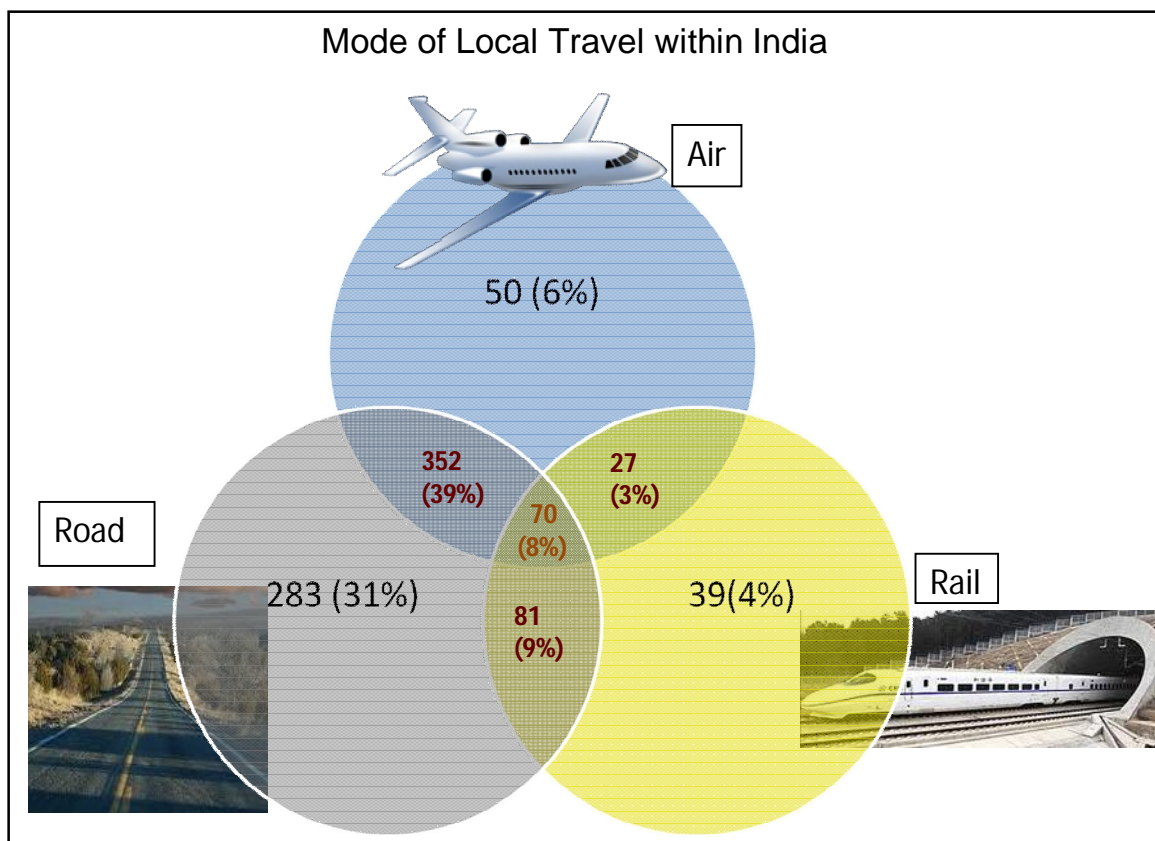 Mode of Local Travel within India
Air
50 (6%)
352
(39%)
27
(3%)
70
(8%)
Road
283 (31%)
39(4%)
Rail
81
(9%)